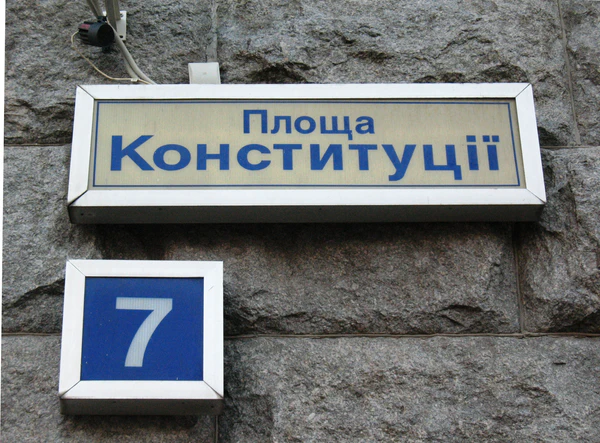 Площа
Конституції
7